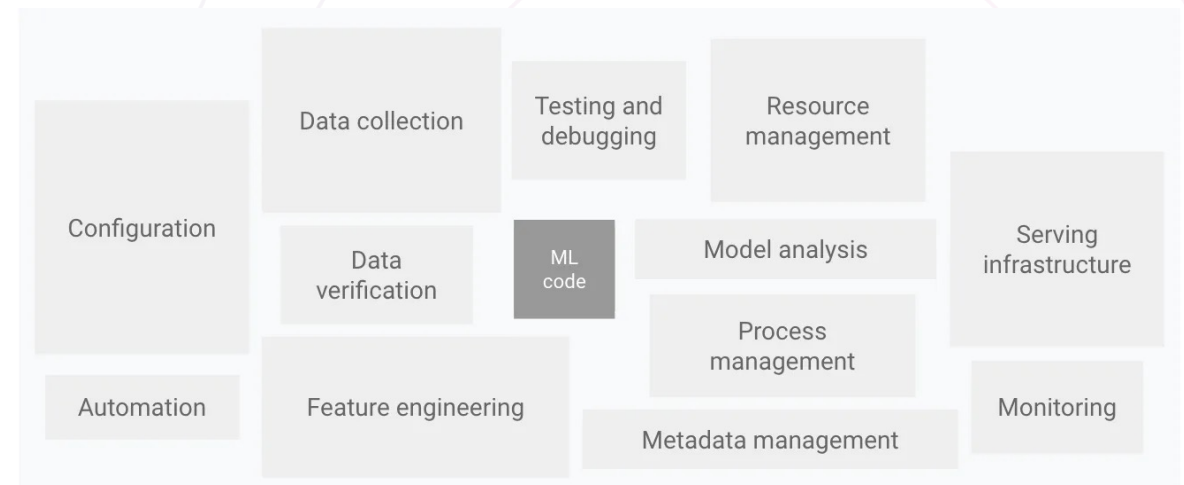 Configuration
Automation
Data collection
Data
verification
Feature engineering
Testing and
debugging
ML
code
Resource
management
Model analysis
Process
management
Metadata management
Serving
infrastructure
Monitoring